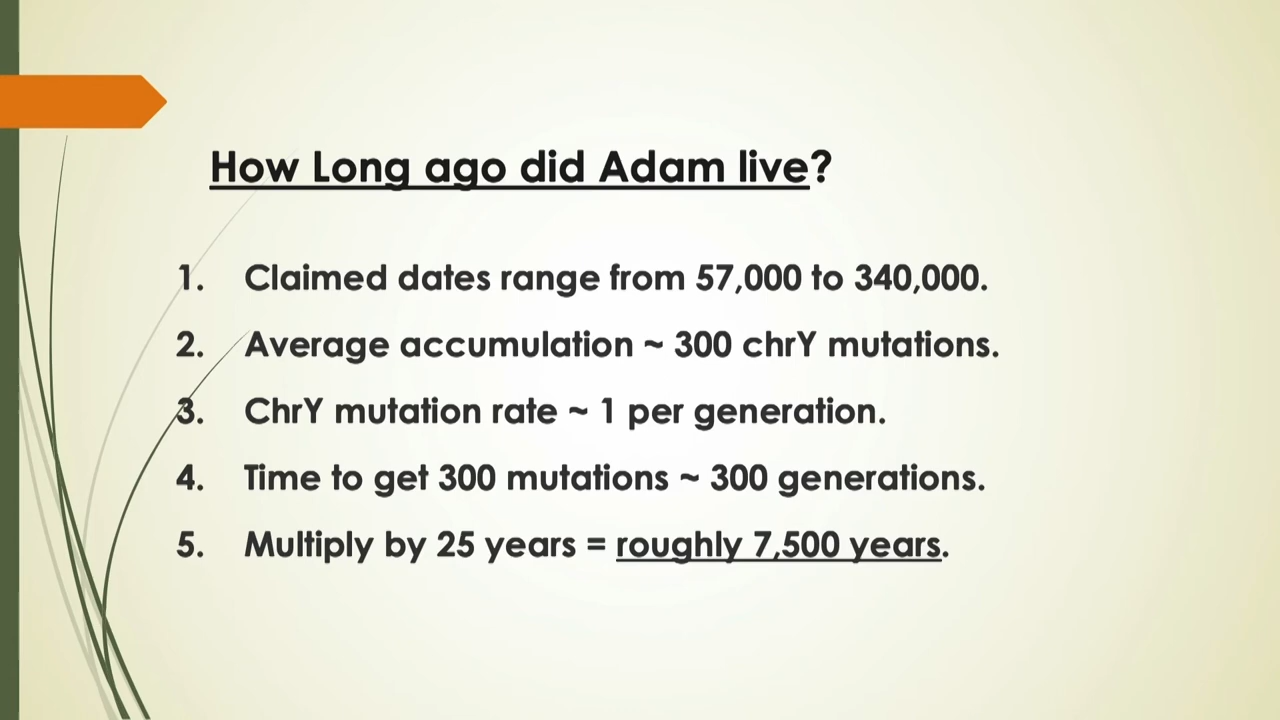 How Long ago did Adam live?
1. Claimed dates range from 57,000 to 340,000.
2. Average accumulation ~ 300 chrY mutations.
3. ChrY mutation rate ~ 1 per generation.
4. Time to get 300 mutations ~ 300 generations.
5. Multiply by 25 years = roughly 7,500 years.